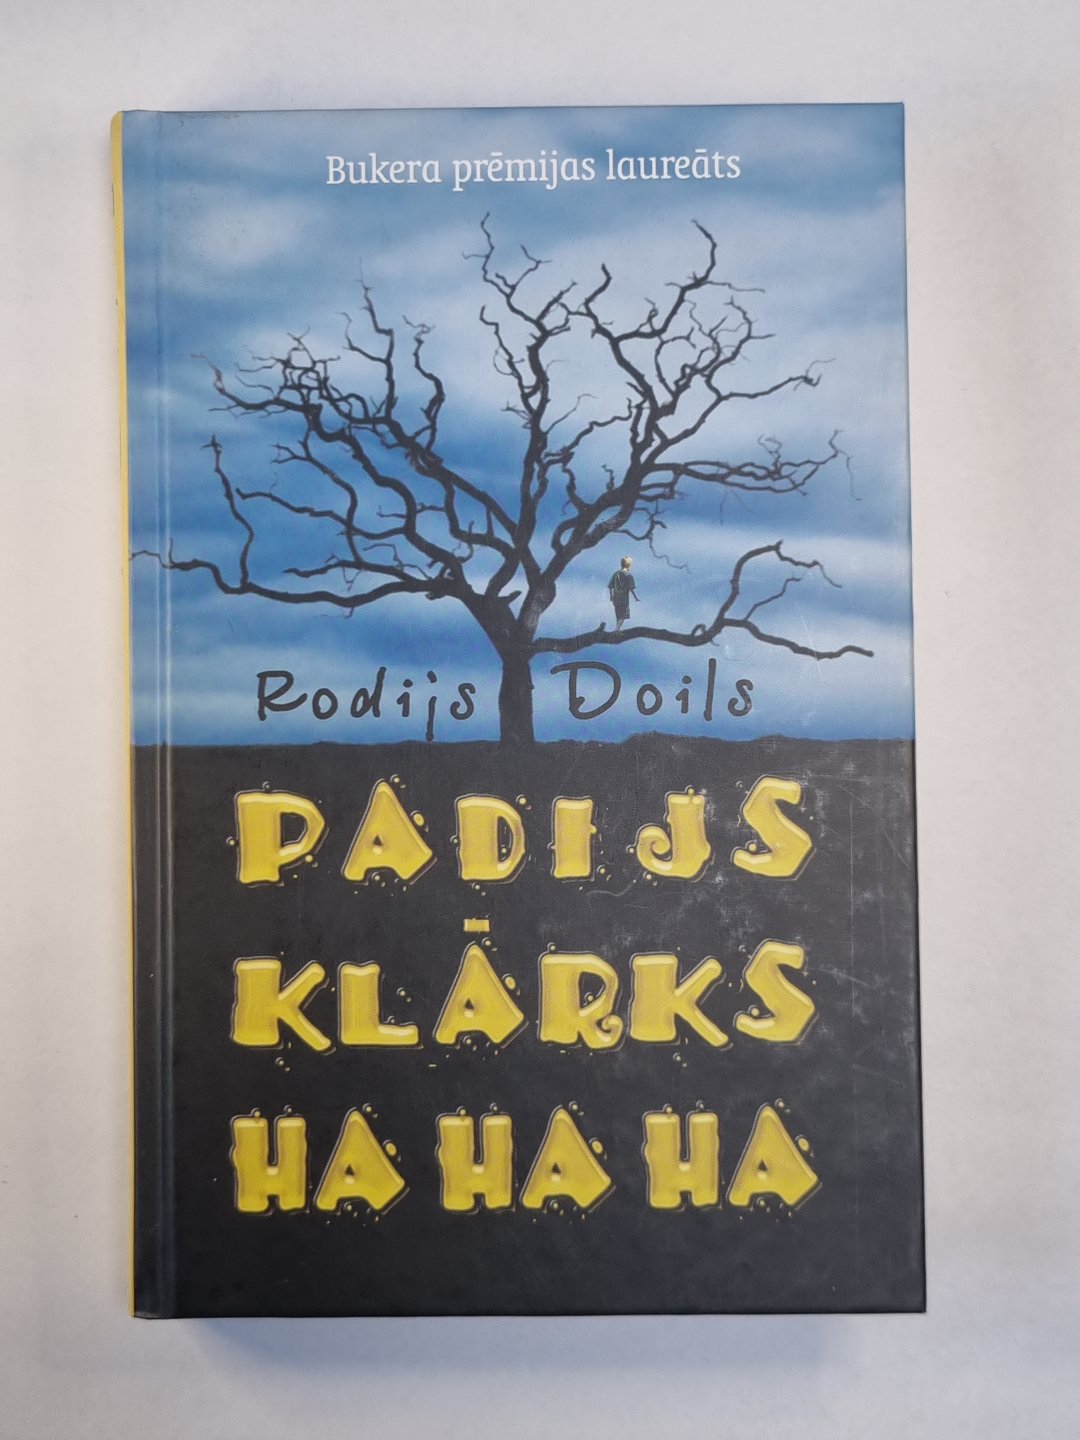 Bukera prēmijas laureāts
Rodijs Doils
PADIJS
KLĀRKS
HA HA HA